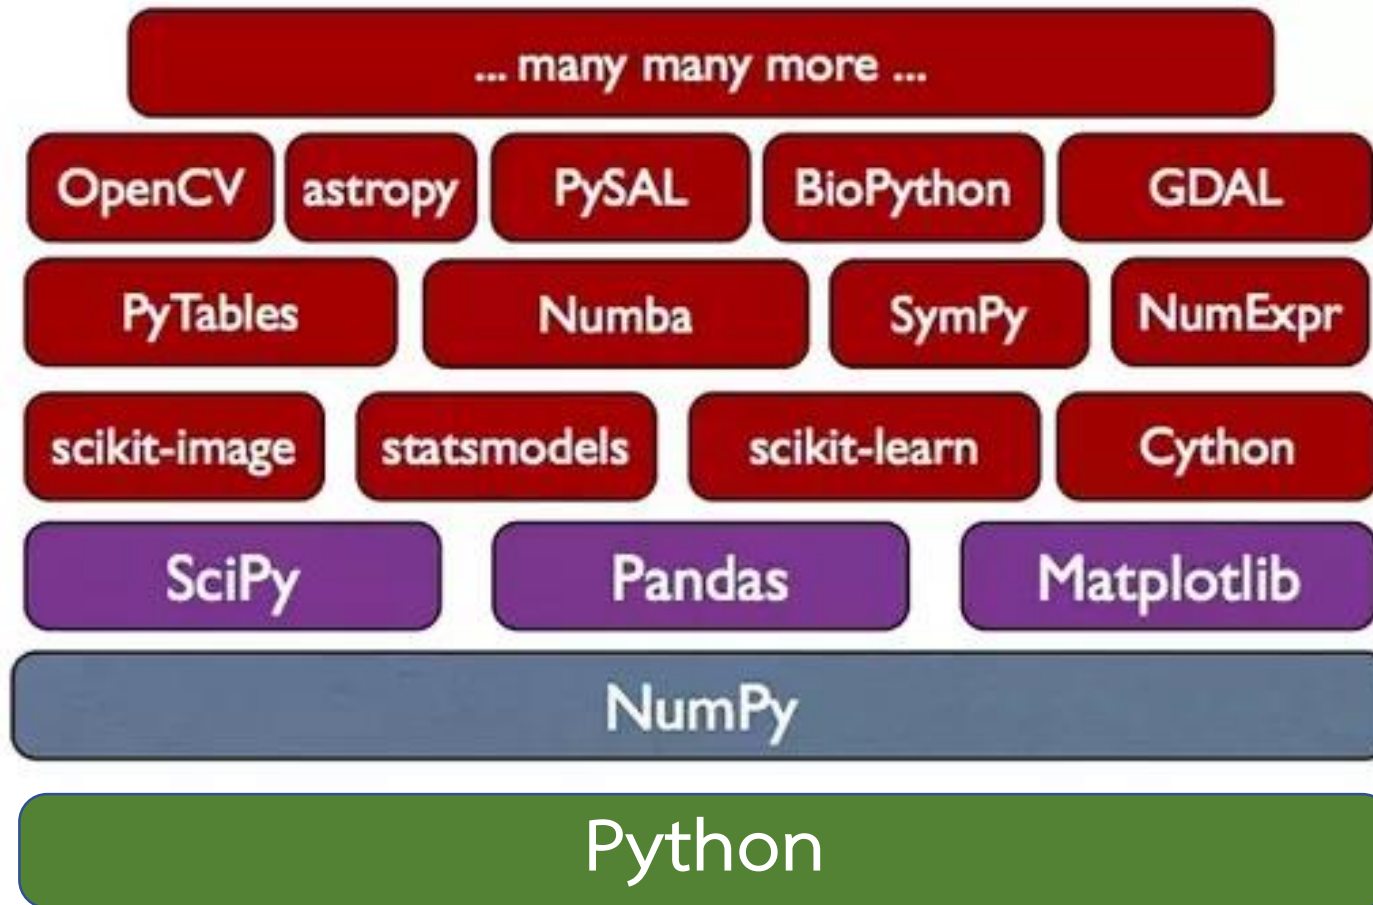 ... many many more ...
OpenCV astropy PySAL BioPython GDAL
PyTables Numba SymPy NumExpr
scikit-image statsmodels scikit-learn Cython
SciPy Pandas Matplotlib
NumPy
Python